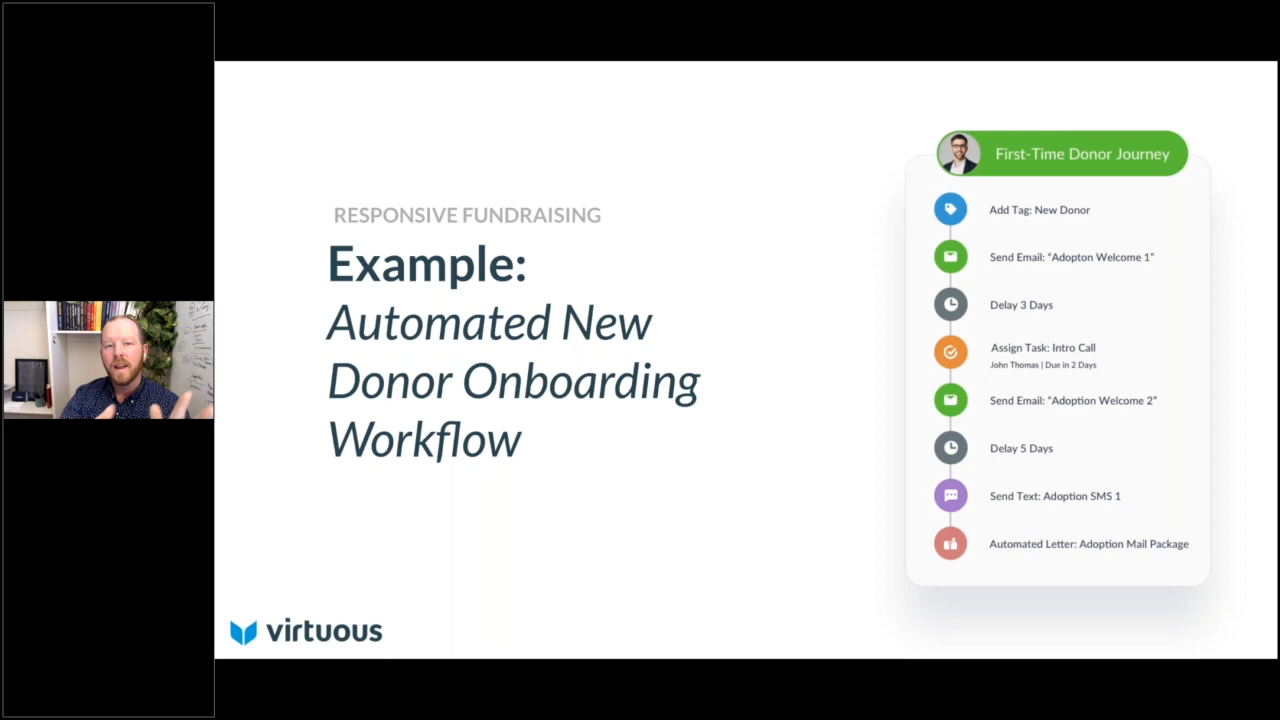 RESPONSIVE FUNDRAISING
Example:
Automated New
Donor Onboarding
Workflow
virtuous
First-Time Donor Journey
Add Tag: New Donor
Send Email: “Adopton Welcome 1”
Delay 3 Days
Assign Task: Intro Call
John Thomas | Due in 2 Days
Send Email: “Adoption Welcome 2”
Delay 5 Days
Send Text: Adoption SMS 1
Automated Letter: Adoption Mail Package